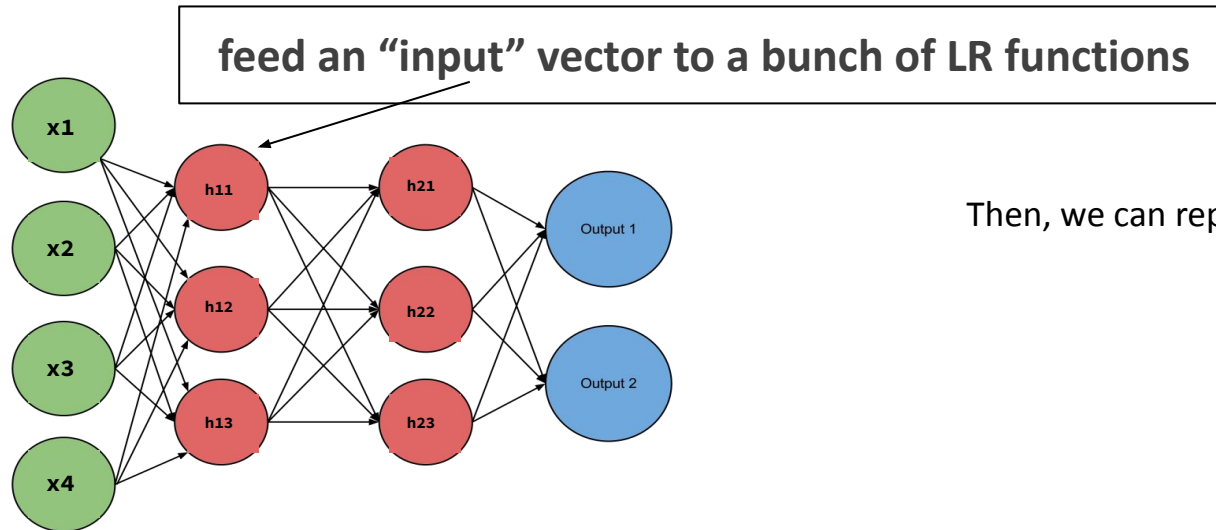 feed an “input” vector to a bunch of LR functions
x1
x2
x3
x4
h11
h12
h13
h21
h22
h23
Output 1
Output 2
Then, we can rep